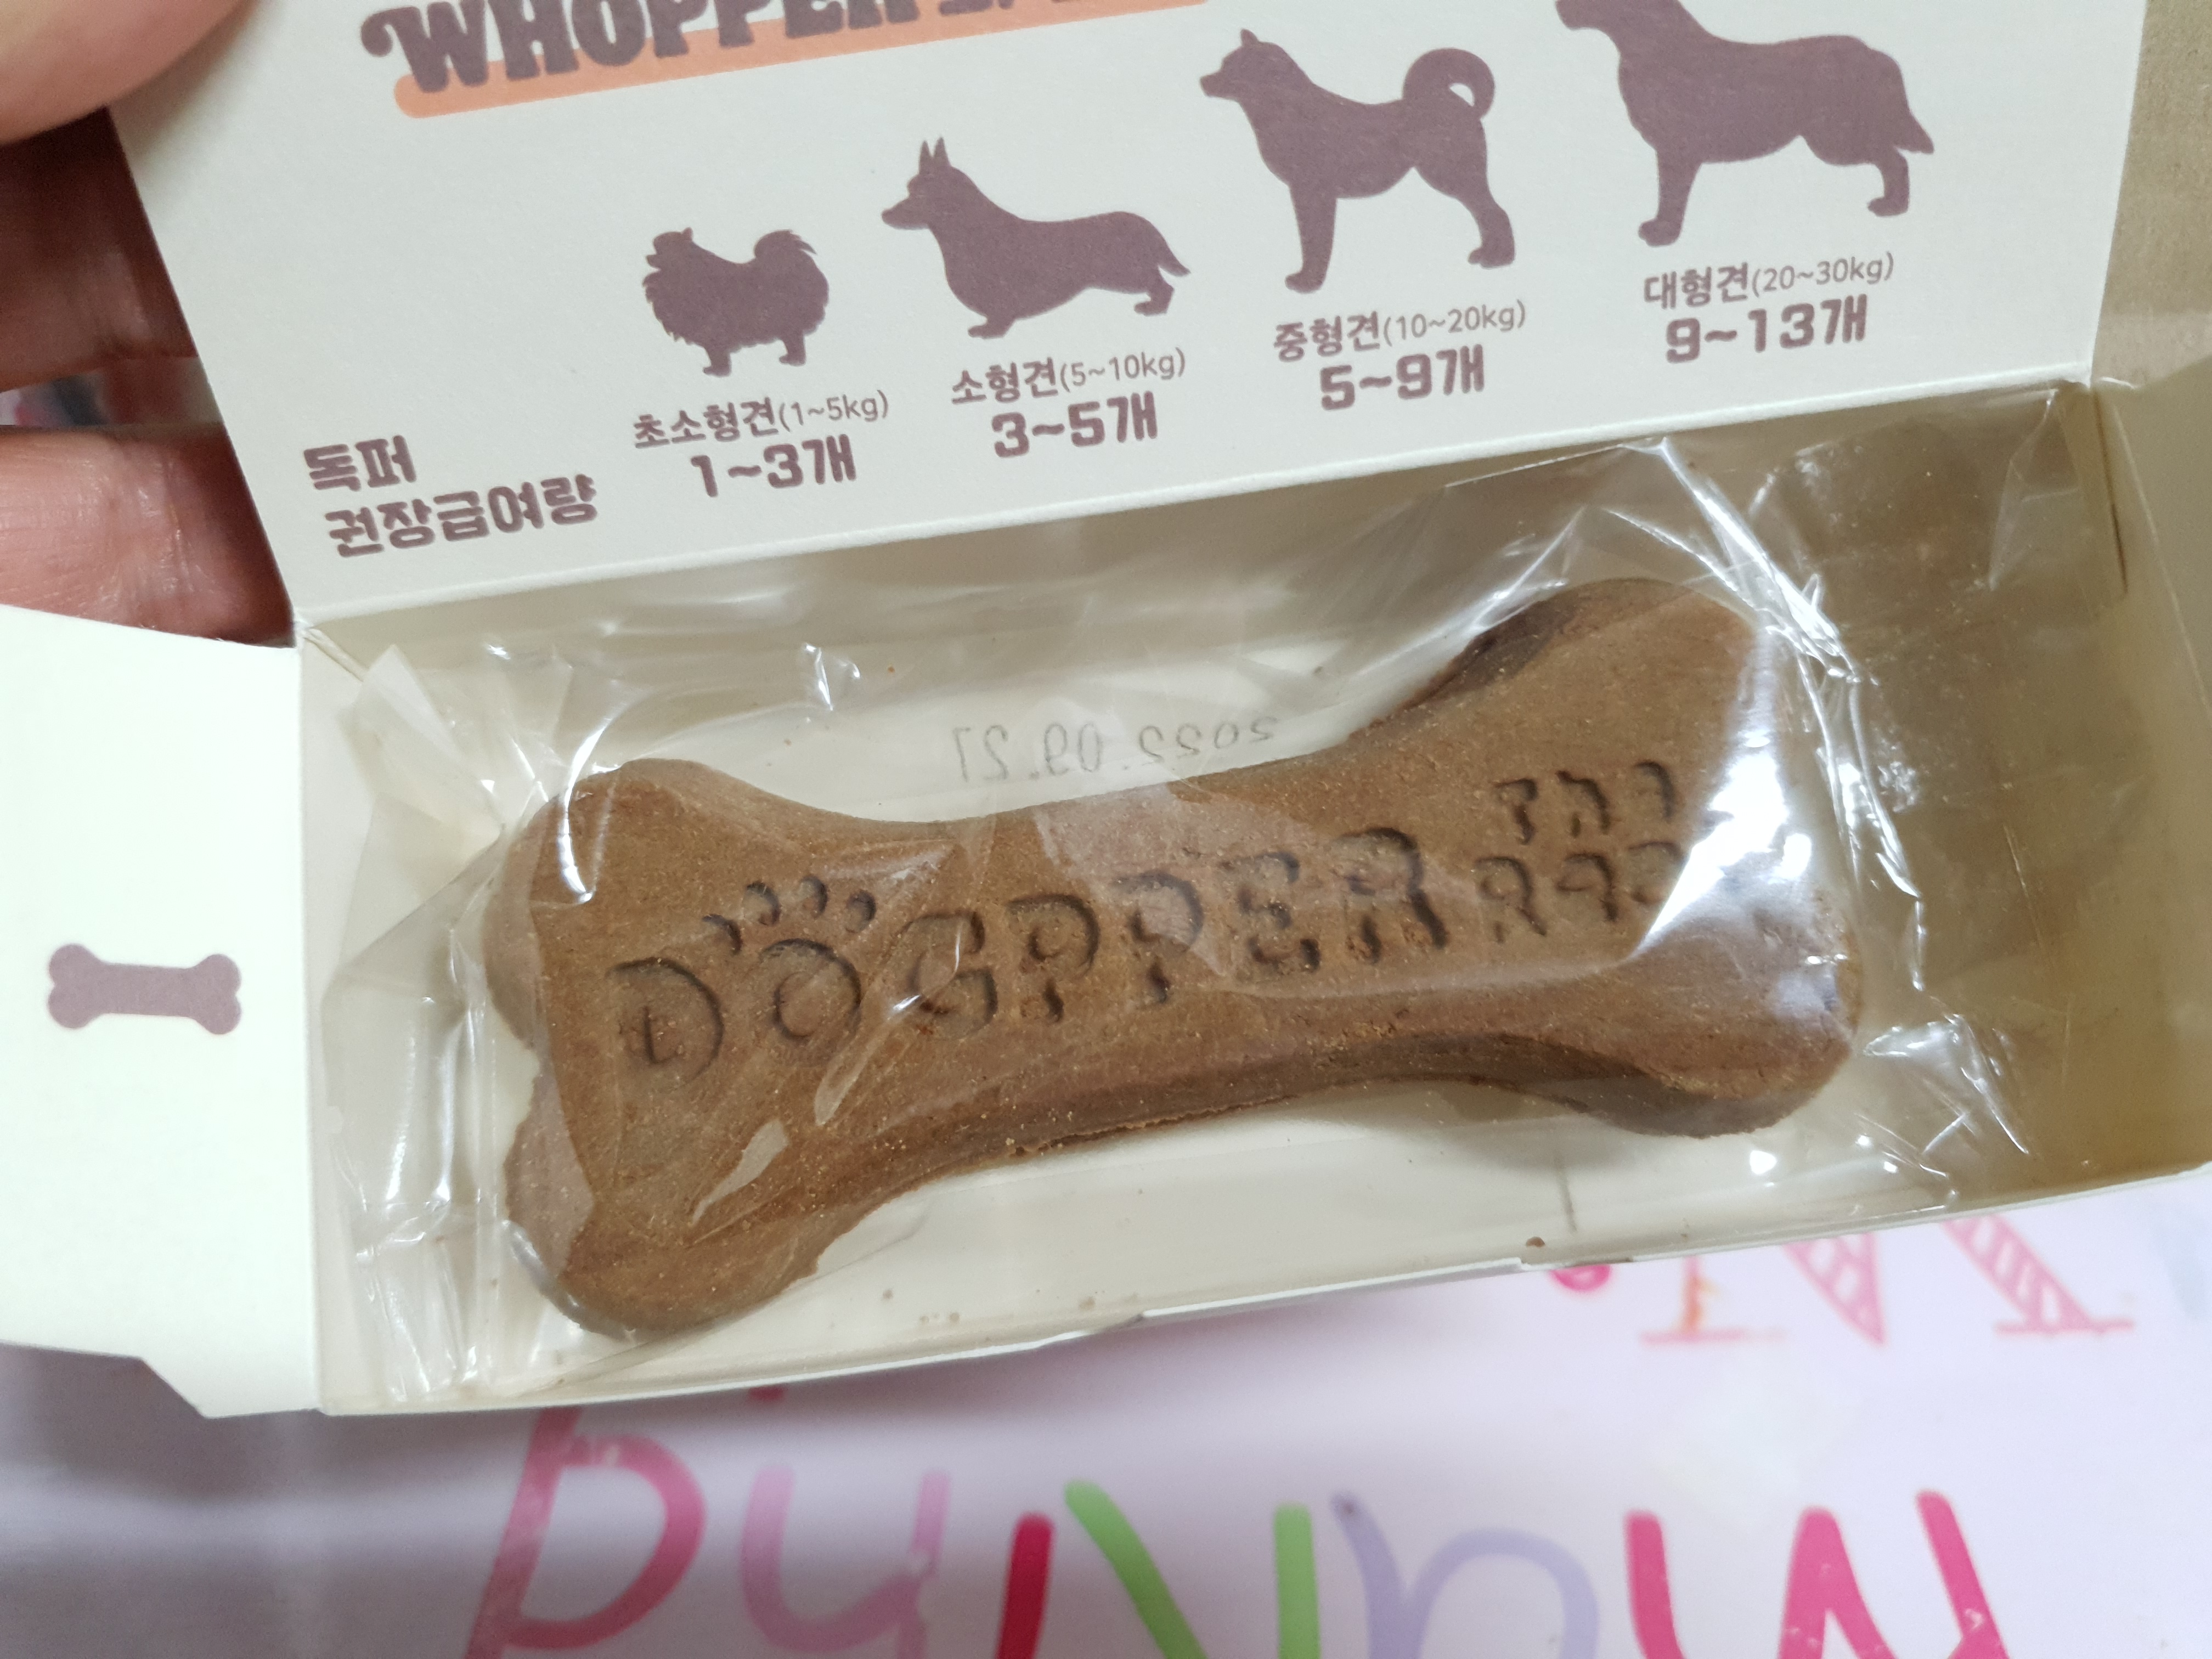 WHOPPER
초소형견(1~5kg)
1~3개
소형견(5~10kg)
3~5개
중형견(10~20kg)
5~9개
대형견(20~30kg)
9~13개
독퍼
권장급여량
2022.09.27
DOGPPER